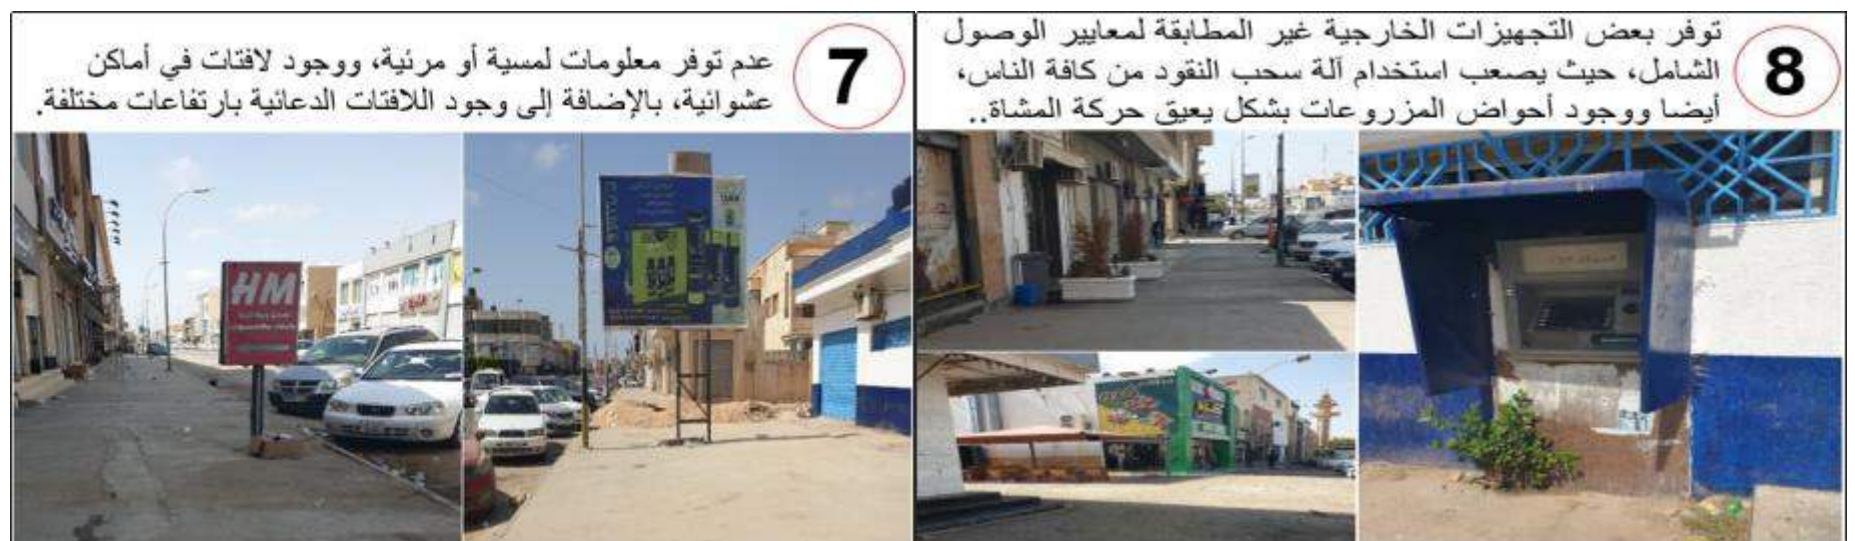 7
عدم توفر معلومات لمسية أو مرئية، ووجود لافتات في أماكن
عشوائية، بالإضافة إلى وجود اللافتات الدعائية بارتفاعات مختلفة.
HM
8
توفر بعض التجهيزات الخارجية غير المطابقة لمعايير الوصول
الشامل، حيث يصعب استخدام آلة سحب النقود من كافة الناس،
أيضا ووجود أحواض المزروعات بشكل يعيق حركة المشاة..